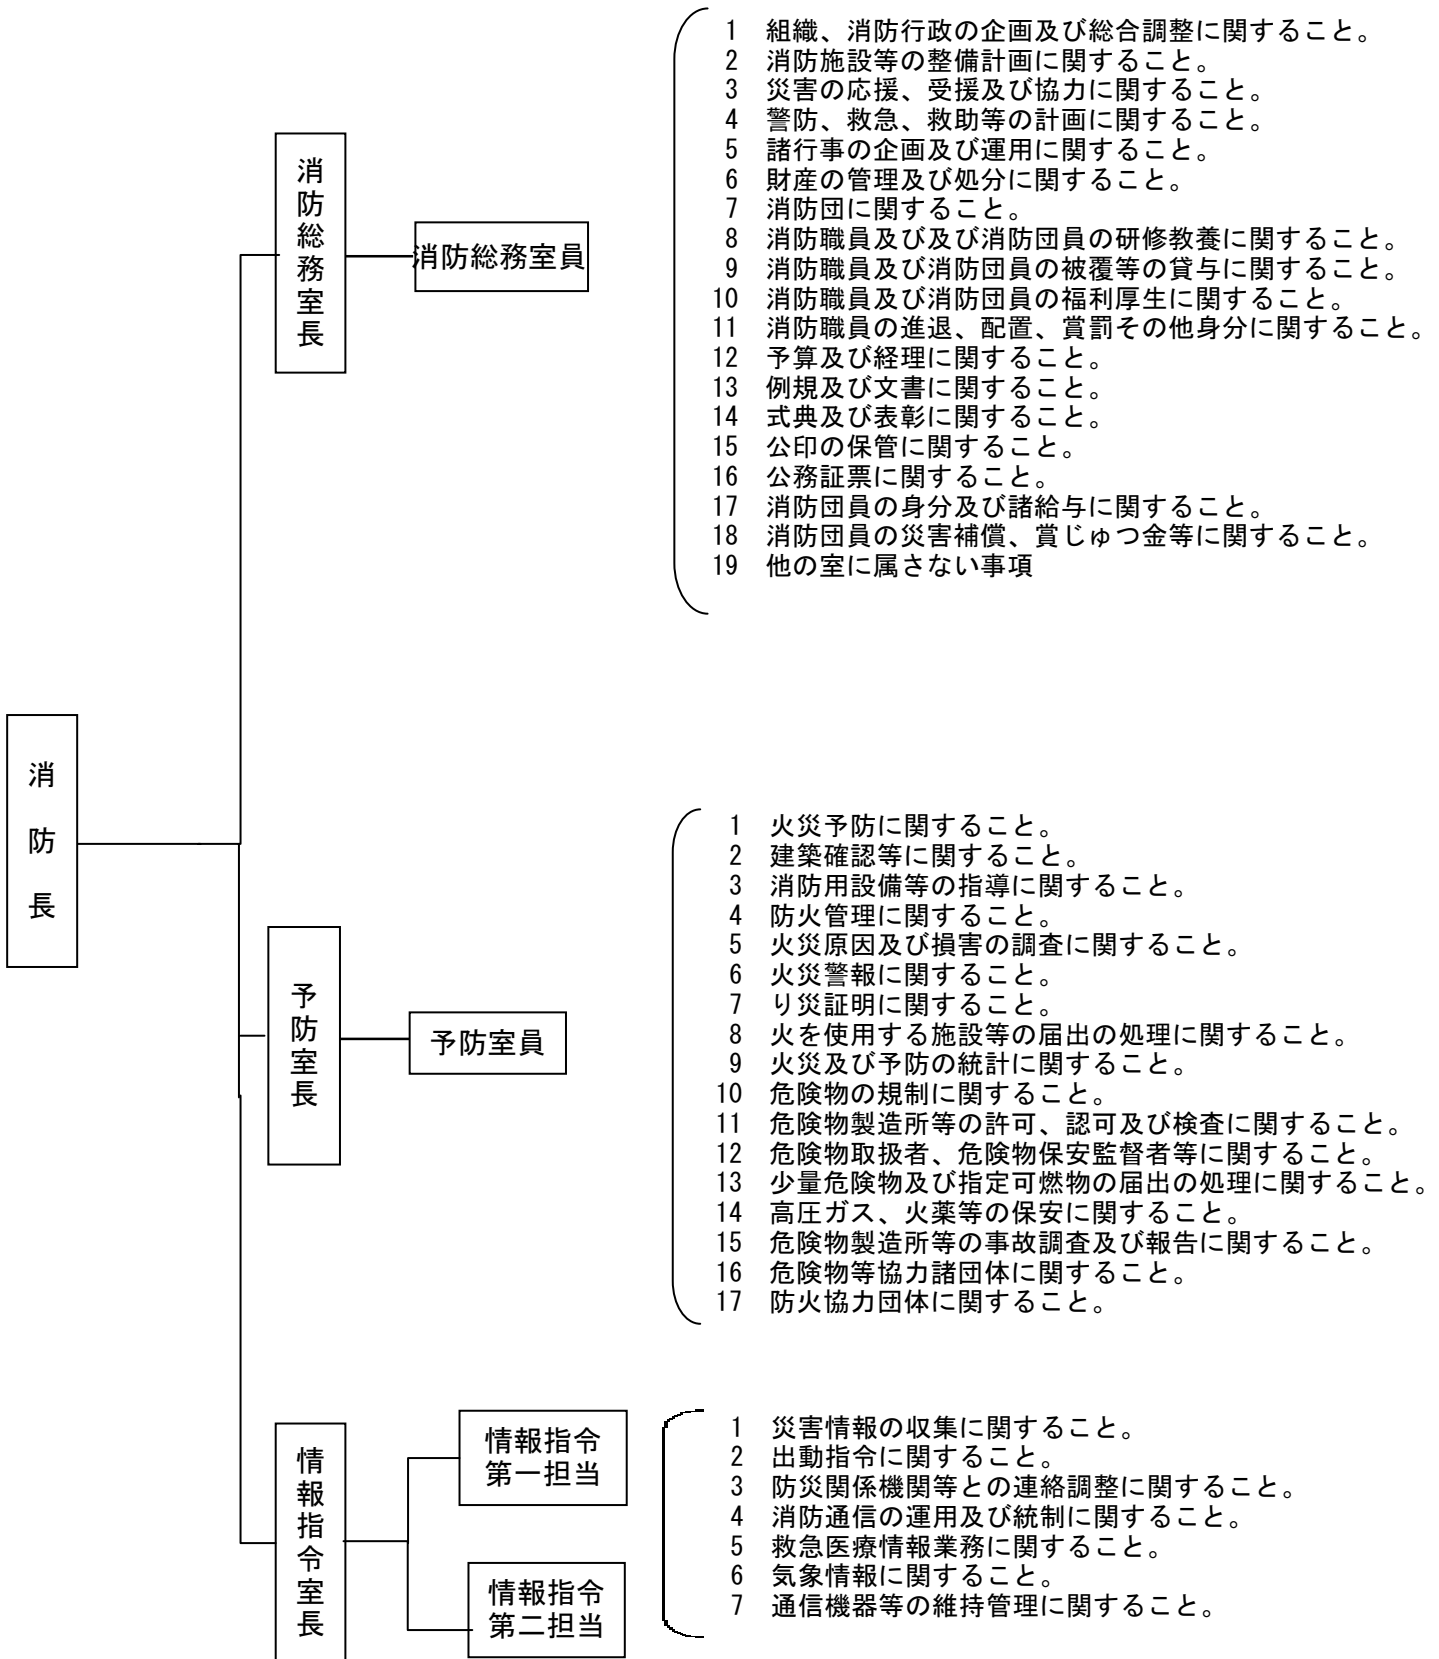 消防長
消防総務室長
消防総務室員
1 組織、消防行政の企画及び総合調整に関すること。
2 消防施設等の整備計画に関すること。
3 災害の応援、受援及び協力に関すること。
4 警防、救急、救助等の計画に関すること。
5 諸行事の企画及び運用に関すること。
6 財産の管理及び処分に関すること。
7 消防団に関すること。
8 消防職員及び及び消防団員の研修教養に関すること。
9 消防職員及び消防団員の被覆等の貸与に関すること。
10 消防職員及び消防団員の福利厚生に関すること。
11 消防職員の進退、配置、賞罰その他身分に関すること。
12 予算及び経理に関すること。
13 例規及び文書に関すること。
14 式典及び表彰に関すること。
15 公印の保管に関すること。
16 公務証票に関すること。
17 消防団員の身分及び諸給与に関すること。
18 消防団員の災害補償、賞じゅつ金等に関すること。
19 他の室に属さない事項
予防室長
予防室員
1 火災予防に関すること。
2 建築確認等に関すること。
3 消防用設備等の指導に関すること。
4 防火管理に関すること。
5 火災原因及び損害の調査に関すること。
6 火災警報に関すること。
7 り災証明に関すること。
8 火を使用する施設等の届出の処理に関すること。
9 火災及び予防の統計に関すること。
10 危険物の規制に関すること。
11 危険物製造所等の許可、認可及び検査に関すること。
12 危険物取扱者、危険物保安監督者等に関すること。
13 少量危険物及び指定可燃物の届出の処理に関すること。
14 高圧ガス、火薬等の保安に関すること。
15 危険物製造所等の事故調査及び報告に関すること。
16 危険物等協力諸団体に関すること。
17 防火協力団体に関すること。
情報指令室長
情報指令
第一担当
情報指令
第二担当
1 災害情報の収集に関すること。
2 出動指令に関すること。
3 防災関係機関等との連絡調整に関すること。
4 消防通信の運用及び統制に関すること。
5 救急医療情報業務に関すること。
6 気象情報に関すること。
7 通信機器等の維持管理に関すること。